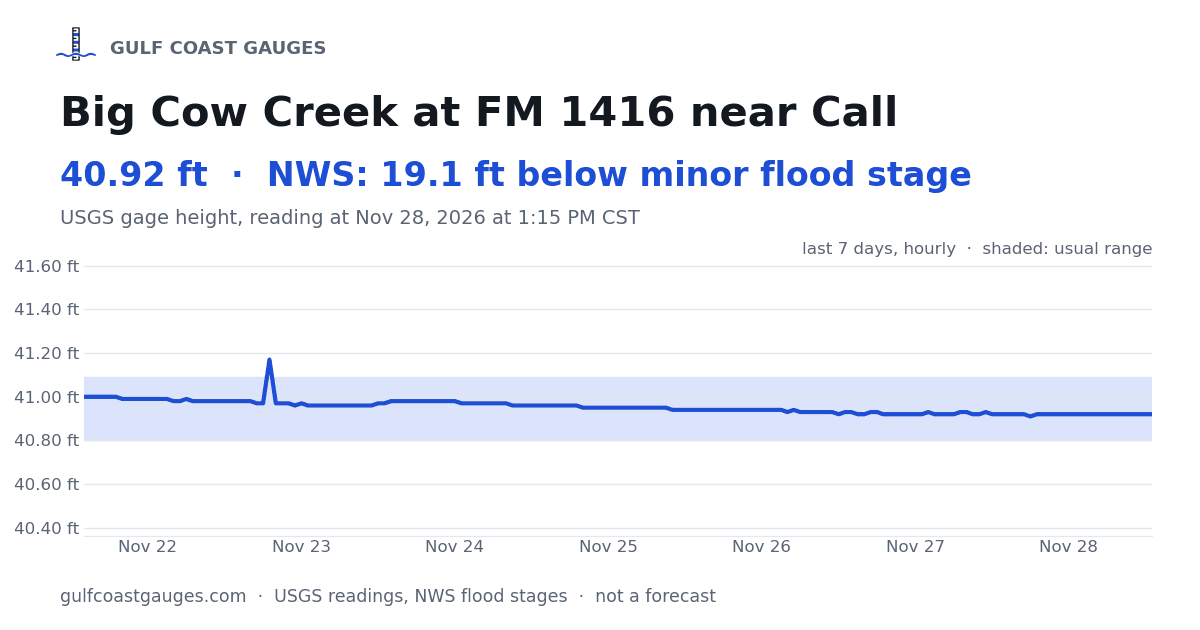 GULF COAST GAUGES
Big Cow Creek at FM 1416 near Call
40.92 ft · NWS: 19.1 ft below minor flood stage
USGS gage height, reading at Nov 28, 2026 at 1:15 PM CST
last 7 days, hourly · shaded: usual range
41.60 ft
41.40 ft
41.20 ft
41.00 ft
40.80 ft
40.60 ft
40.40 ft
Nov 22 Nov 23 Nov 24 Nov 25 Nov 26 Nov 27 Nov 28
gulfcoastgauges.com · USGS readings, NWS flood stages · not a forecast